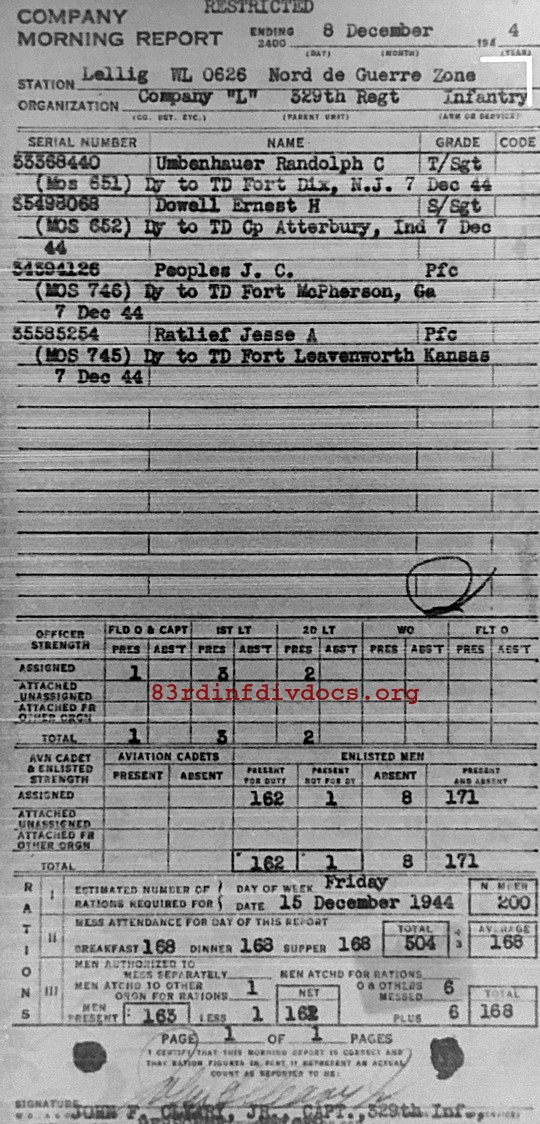 RESTRICTED
COMPANY
MORNING REPORT
ENDING 2400 8 December 194 4
(DAY) (MONTH) (YEAR)
STATION Lellig WL 0626 Nord de Guerre Zone
ORGANIZATION Company "L" 329th Regt Infantry
(CO. DET. ETC.) (PARENT UNIT) (ARM OR SERVICE)
SERIAL NUMBER NAME GRADE CODE
33368440 Umbenhauer Randolph C T/Sgt
(Mos 651) Dy to TD Fort Dix, N.J. 7 Dec 44
35498068 Dowell Ernest H S/Sgt
(MOS 652) Dy to TD Cp Atterbury, Ind 7 Dec
44
34394126 Peoples J. C. Pfc
(MOS 746) Dy to TD Fort McPherson, Ga
7 Dec 44
35585254 Ratlief Jesse A Pfc
(MOS 745) Dy to TD Fort Leavenworth Kansas
7 Dec 44
OFFICER STRENGTH FLD O & CAPT 1ST LT 2D LT WO FLT O
PRES ABS'T PRES ABS'T PRES ABS'T PRES ABS'T PRES ABS'T
ASSIGNED 1 3 2
ATTACHED UNASSIGNED
83rdinfdivdocs.org
ATTACHED FR OTHER ORGN
TOTAL 1 3 2
AVN CADET & ENLISTED STRENGTH AVIATION CADETS ENLISTED MEN
PRESENT ABSENT PRESENT FOR DUTY PRESENT NOT FOR DY ABSENT PRESENT AND ABSENT
ASSIGNED 162 1 8 171
ATTACHED UNASSIGNED
ATTACHED FR OTHER ORGN
TOTAL 162 1 8 171
RATIONS
I ESTIMATED NUMBER OF RATIONS REQUIRED FOR DAY OF WEEK Friday NUMBER
DATE 15 December 1944 200
II MESS ATTENDANCE FOR DAY OF THIS REPORT TOTAL ÷ 3 AVERAGE
BREAKFAST 168 DINNER 168 SUPPER 168 504 168
III MEN AUTHORIZED TO MESS SEPARATELY MEN ATCHD FOR RATIONS
MEN ATCHD TO OTHER ORGN FOR RATIONS 1 NET O & OTHERS MESSED 6 TOTAL
MEN PRESENT 163 LESS 1 162 PLUS 6 168
PAGE 1 OF 1 PAGES
I CERTIFY THAT THIS MORNING REPORT IS CORRECT AND
THAT RATION FIGURES IN PART II REPRESENT AN ACTUAL
COUNT AS REPORTED TO ME:
SIGNATURE
JOHN F. CLEARY, JR., CAPT., 329th Inf.,